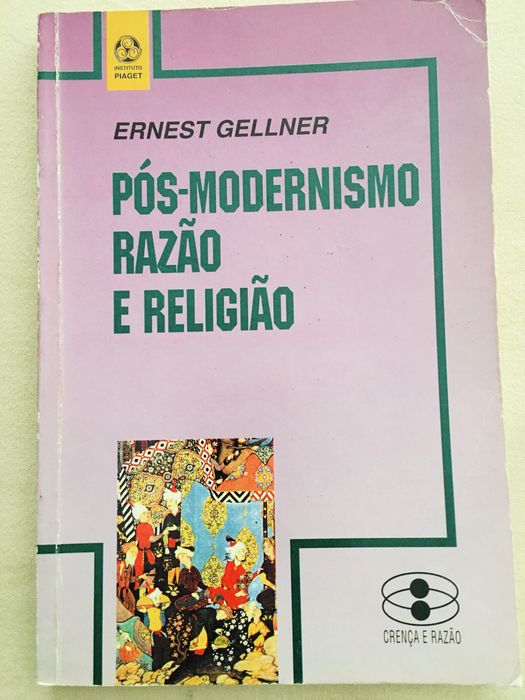 INSTITUTO
PIAGET
ERNEST GELLNER
PÓS-MODERNISMO
RAZÃO
E RELIGIÃO
CRENÇA E RAZÃO